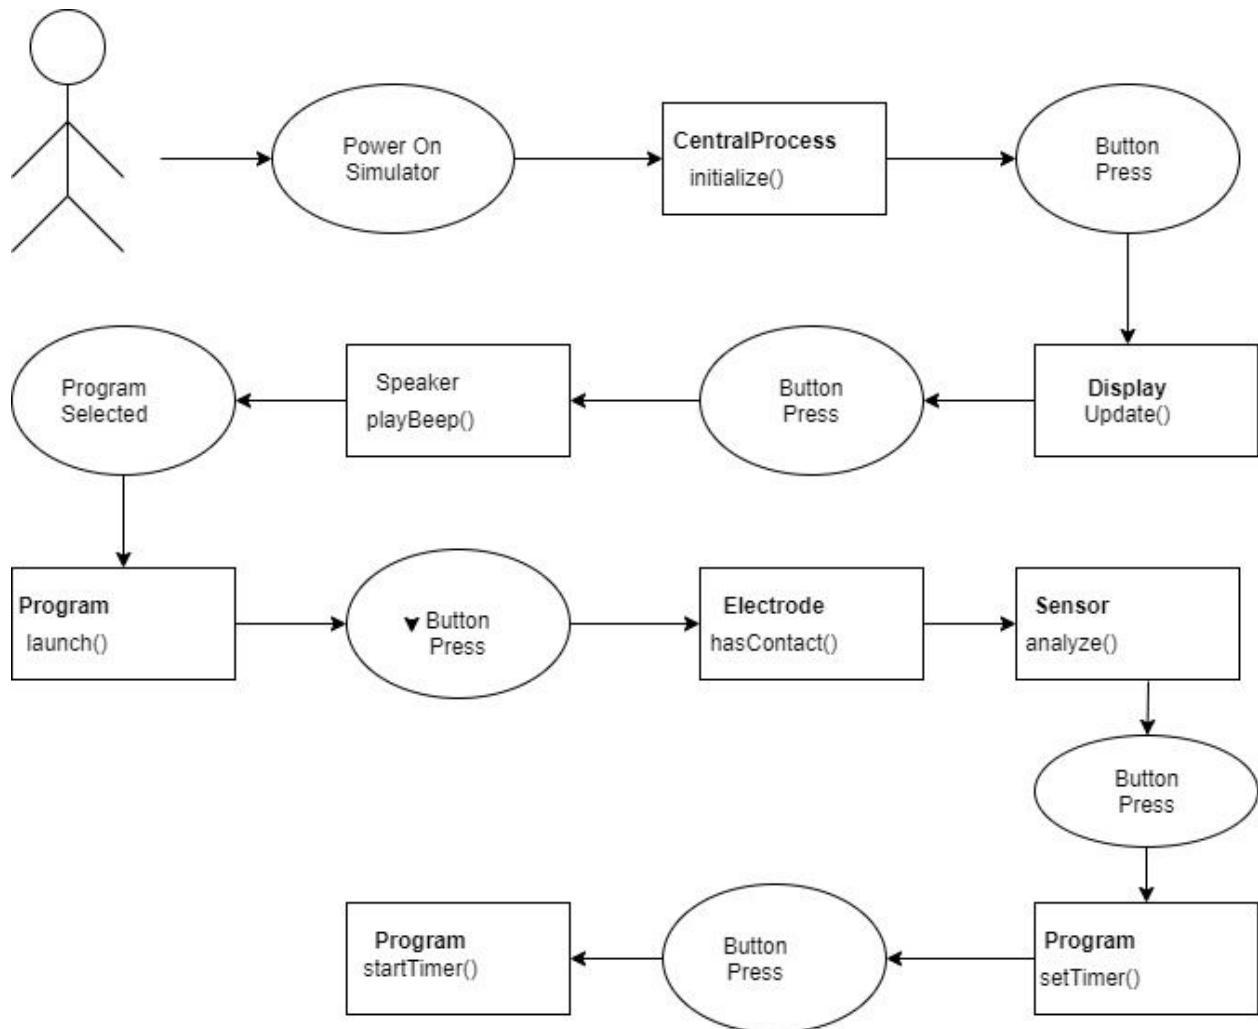 Power On
Simulator
CentralProcess
initialize()
Button
Press
Program
Selected
Speaker
playBeep()
Button
Press
Display
Update()
Program
launch()
Button
Press
Electrode
hasContact()
Sensor
analyze()
Button
Press
Program
startTimer()
Button
Press
Program
setTimer()